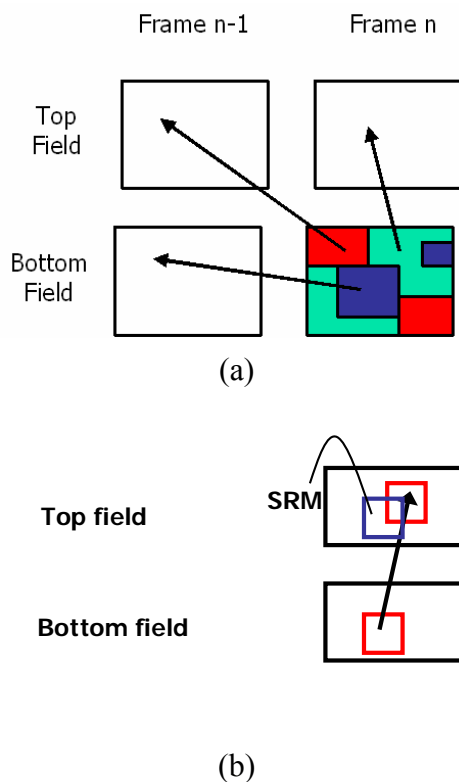 Frame n-1 Frame n
Top
Field
Bottom
Field
(a)
SRM
Top field
Bottom field
(b)